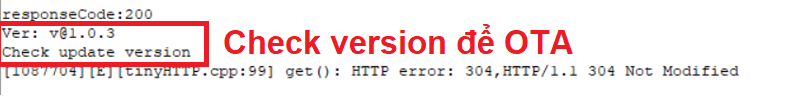 responseCode:200
Ver: v@1.0.3
Check update version
Check version để OTA
[1087704][E][tinyHTTP.cpp:99] get(): HTTP error: 304,HTTP/1.1 304 Not Modified